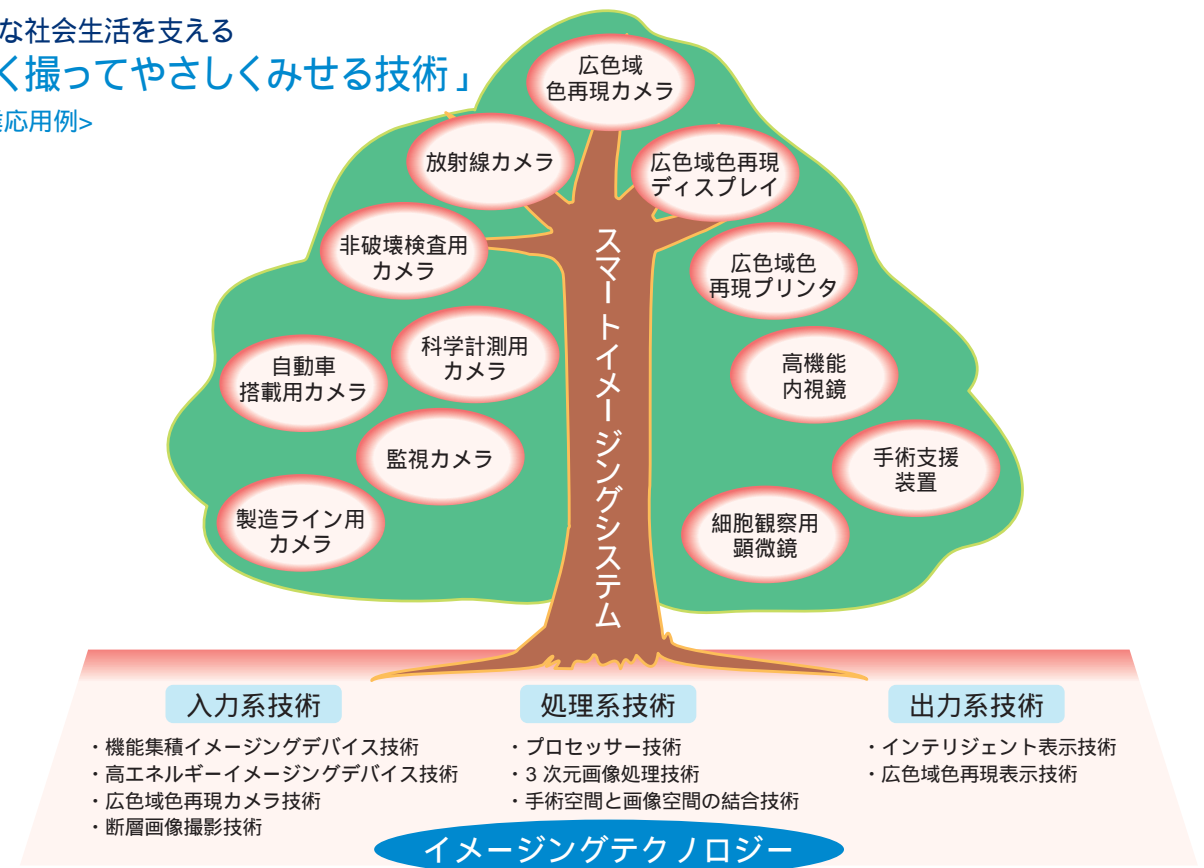 な社会生活を支える
く撮ってやさしくみせる技術」
応用例>
広色域
色再現カメラ
放射線カメラ
広色域色再現
ディスプレイ
非破壊検査用
カメラ
広色域色
再現プリンタ
科学計測用
カメラ
自動車
搭載用カメラ
高機能
内視鏡
監視カメラ
手術支援
装置
製造ライン用
カメラ
細胞観察用
顕微鏡
スマートイメージングシステム
入力系技術
・機能集積イメージングデバイス技術
・高エネルギーイメージングデバイス技術
・広色域色再現カメラ技術
・断層画像撮影技術
処理系技術
・プロセッサー技術
・3 次元画像処理技術
・手術空間と画像空間の結合技術
出力系技術
・インテリジェント表示技術
・広色域色再現表示技術
イメージングテクノロジー